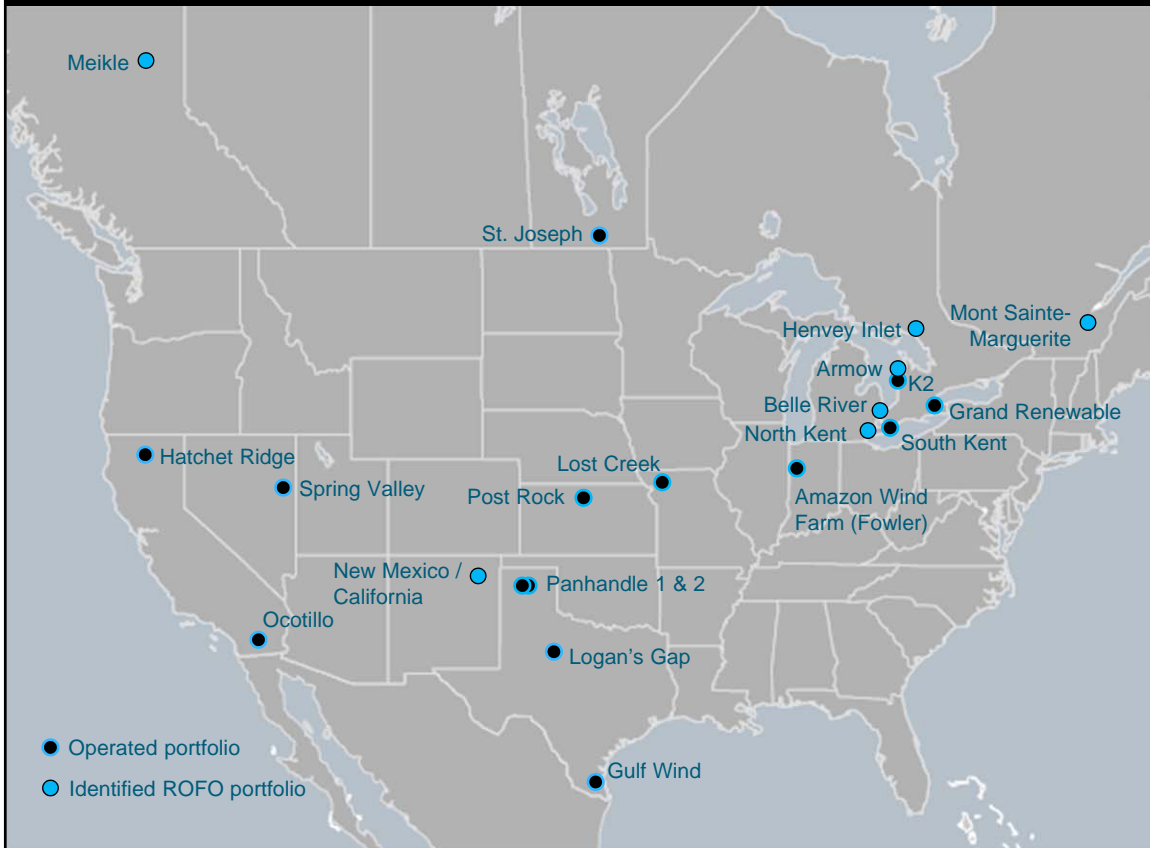 Meikle
St. Joseph
Mont Sainte-
Marguerite
Henvey Inlet
Armow
K2
Belle River
Grand Renewable
North Kent
South Kent
Hatchet Ridge
Lost Creek
Spring Valley
Post Rock
Amazon Wind
Farm (Fowler)
New Mexico /
California
Panhandle 1 & 2
Ocotillo
Logan's Gap
Operated portfolio
Gulf Wind
Identified ROFO portfolio